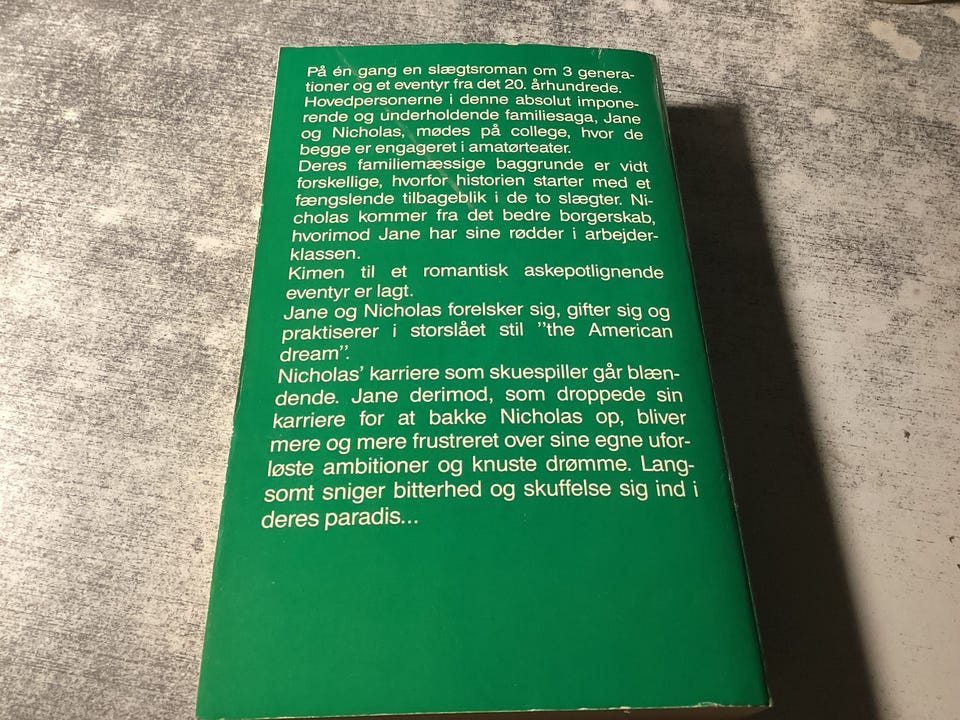 På én gang en slægtsroman om 3 genera-
tioner og et eventyr fra det 20. århundrede.
Hovedpersonerne i denne absolut impone-
rende og underholdende familiesaga, Jane
og Nicholas, mødes på college, hvor de
begge er engageret i amatørteater.
Deres familiemæssige baggrunde er vidt
forskellige, hvorfor historien starter med et
fængslende tilbageblik i de to slægter. Ni-
cholas kommer fra det bedre borgerskab,
hvorimod Jane har sine rødder i arbejder-
klassen.
Kimen til et romantisk askepotlignende
eventyr er lagt.
Jane og Nicholas forelsker sig, gifter sig og
praktiserer i storslået stil ''the American
dream''.
Nicholas' karriere som skuespiller går blæn-
dende. Jane derimod, som droppede sin
karriere for at bakke Nicholas op, bliver
mere og mere frustreret over sine egne ufor-
løste ambitioner og knuste drømme. Lang-
somt sniger bitterhed og skuffelse sig ind i
deres paradis...